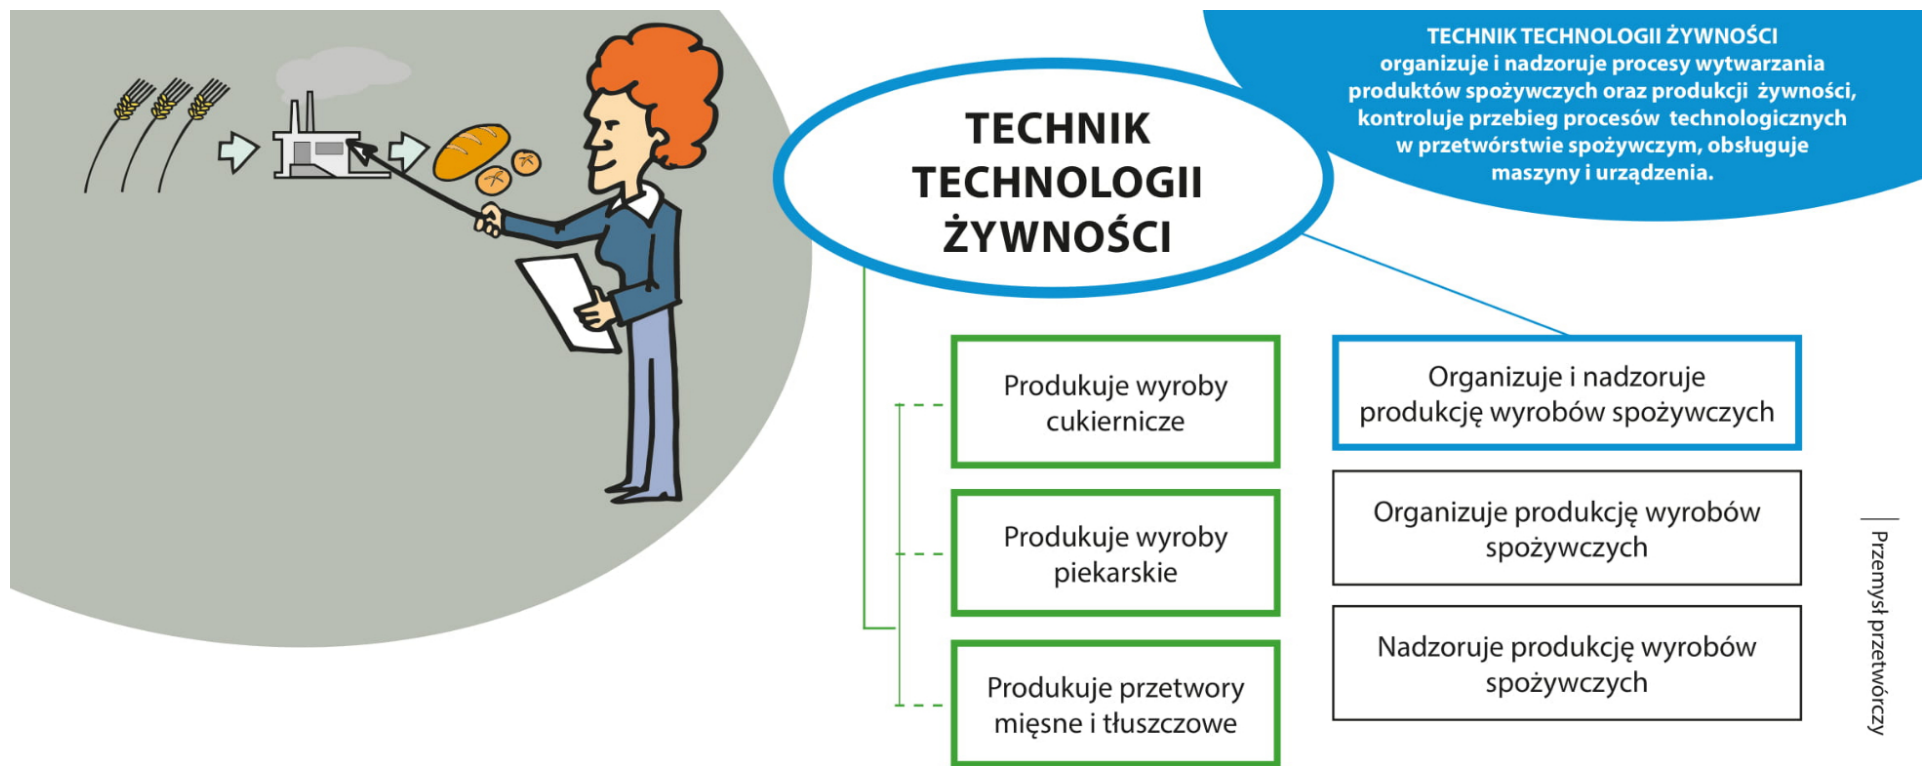 TECHNIK TECHNOLOGII ŻYWNOŚCI
organizuje i nadzoruje procesy wytwarzania
produktów spożywczych oraz produkcji żywności,
kontroluje przebieg procesów technologicznych
w przetwórstwie spożywczym, obsługuje
maszyny i urządzenia.
TECHNIK
TECHNOLOGII
ŻYWNOŚCI
Produkuje wyroby
cukiernicze
Produkuje wyroby
piekarskie
Produkuje przetwory
mięsne i tłuszczowe
Organizuje i nadzoruje
produkcję wyrobów spożywczych
Organizuje produkcję wyrobów
spożywczych
Nadzoruje produkcję wyrobów
spożywczych
Przemysł przetwórczy